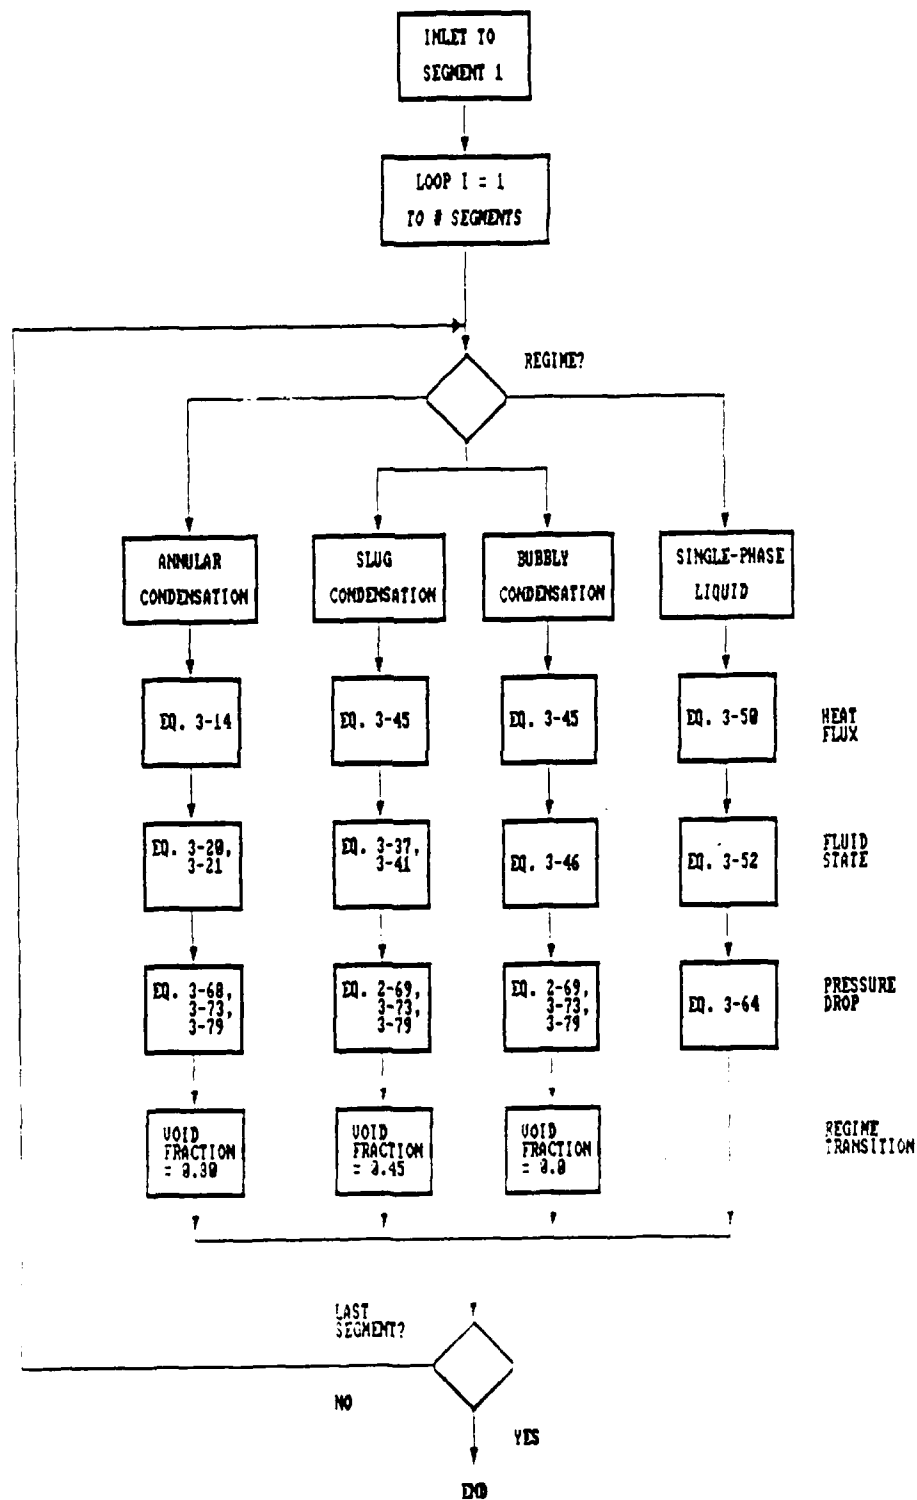 INLET TO
SEGMENT 1
LOOP I = 1
TO # SEGMENTS
REGIME?
ANNULAR
CONDENSATION
SLUG
CONDENSATION
BUBBLY
CONDENSATION
SINGLE-PHASE
LIQUID
EQ. 3-14
EQ. 3-45
EQ. 3-45
EQ. 3-50
HEAT
FLUX
EQ. 3-20,
3-21
EQ. 3-37,
3-41
EQ. 3-46
EQ. 3-52
FLUID
STATE
EQ. 3-68,
3-73,
3-79
EQ. 2-69,
3-73,
3-79
EQ. 2-69,
3-73,
3-79
EQ. 3-64
PRESSURE
DROP
VOID
FRACTION
= 0.80
VOID
FRACTION
= 0.45
VOID
FRACTION
= 0.0
REGIME
TRANSITION
LAST
SEGMENT?
NO
YES
END